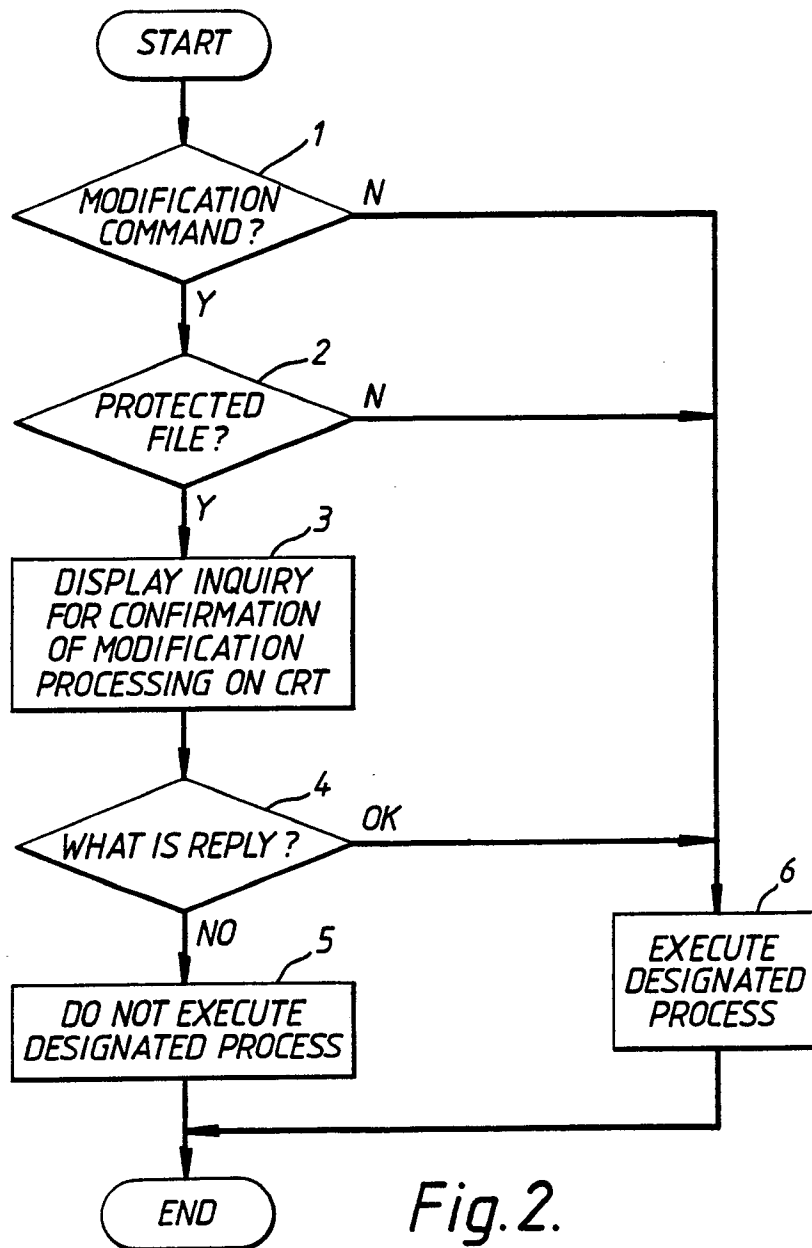 START
1
MODIFICATION
COMMAND?
N
Y
2
PROTECTED
FILE?
N
Y
3
DISPLAY INQUIRY
FOR CONFIRMATION
OF MODIFICATION
PROCESSING ON CRT
4
WHAT IS REPLY?
OK
NO
5
DO NOT EXECUTE
DESIGNATED PROCESS
6
EXECUTE
DESIGNATED
PROCESS
END
Fig.2.